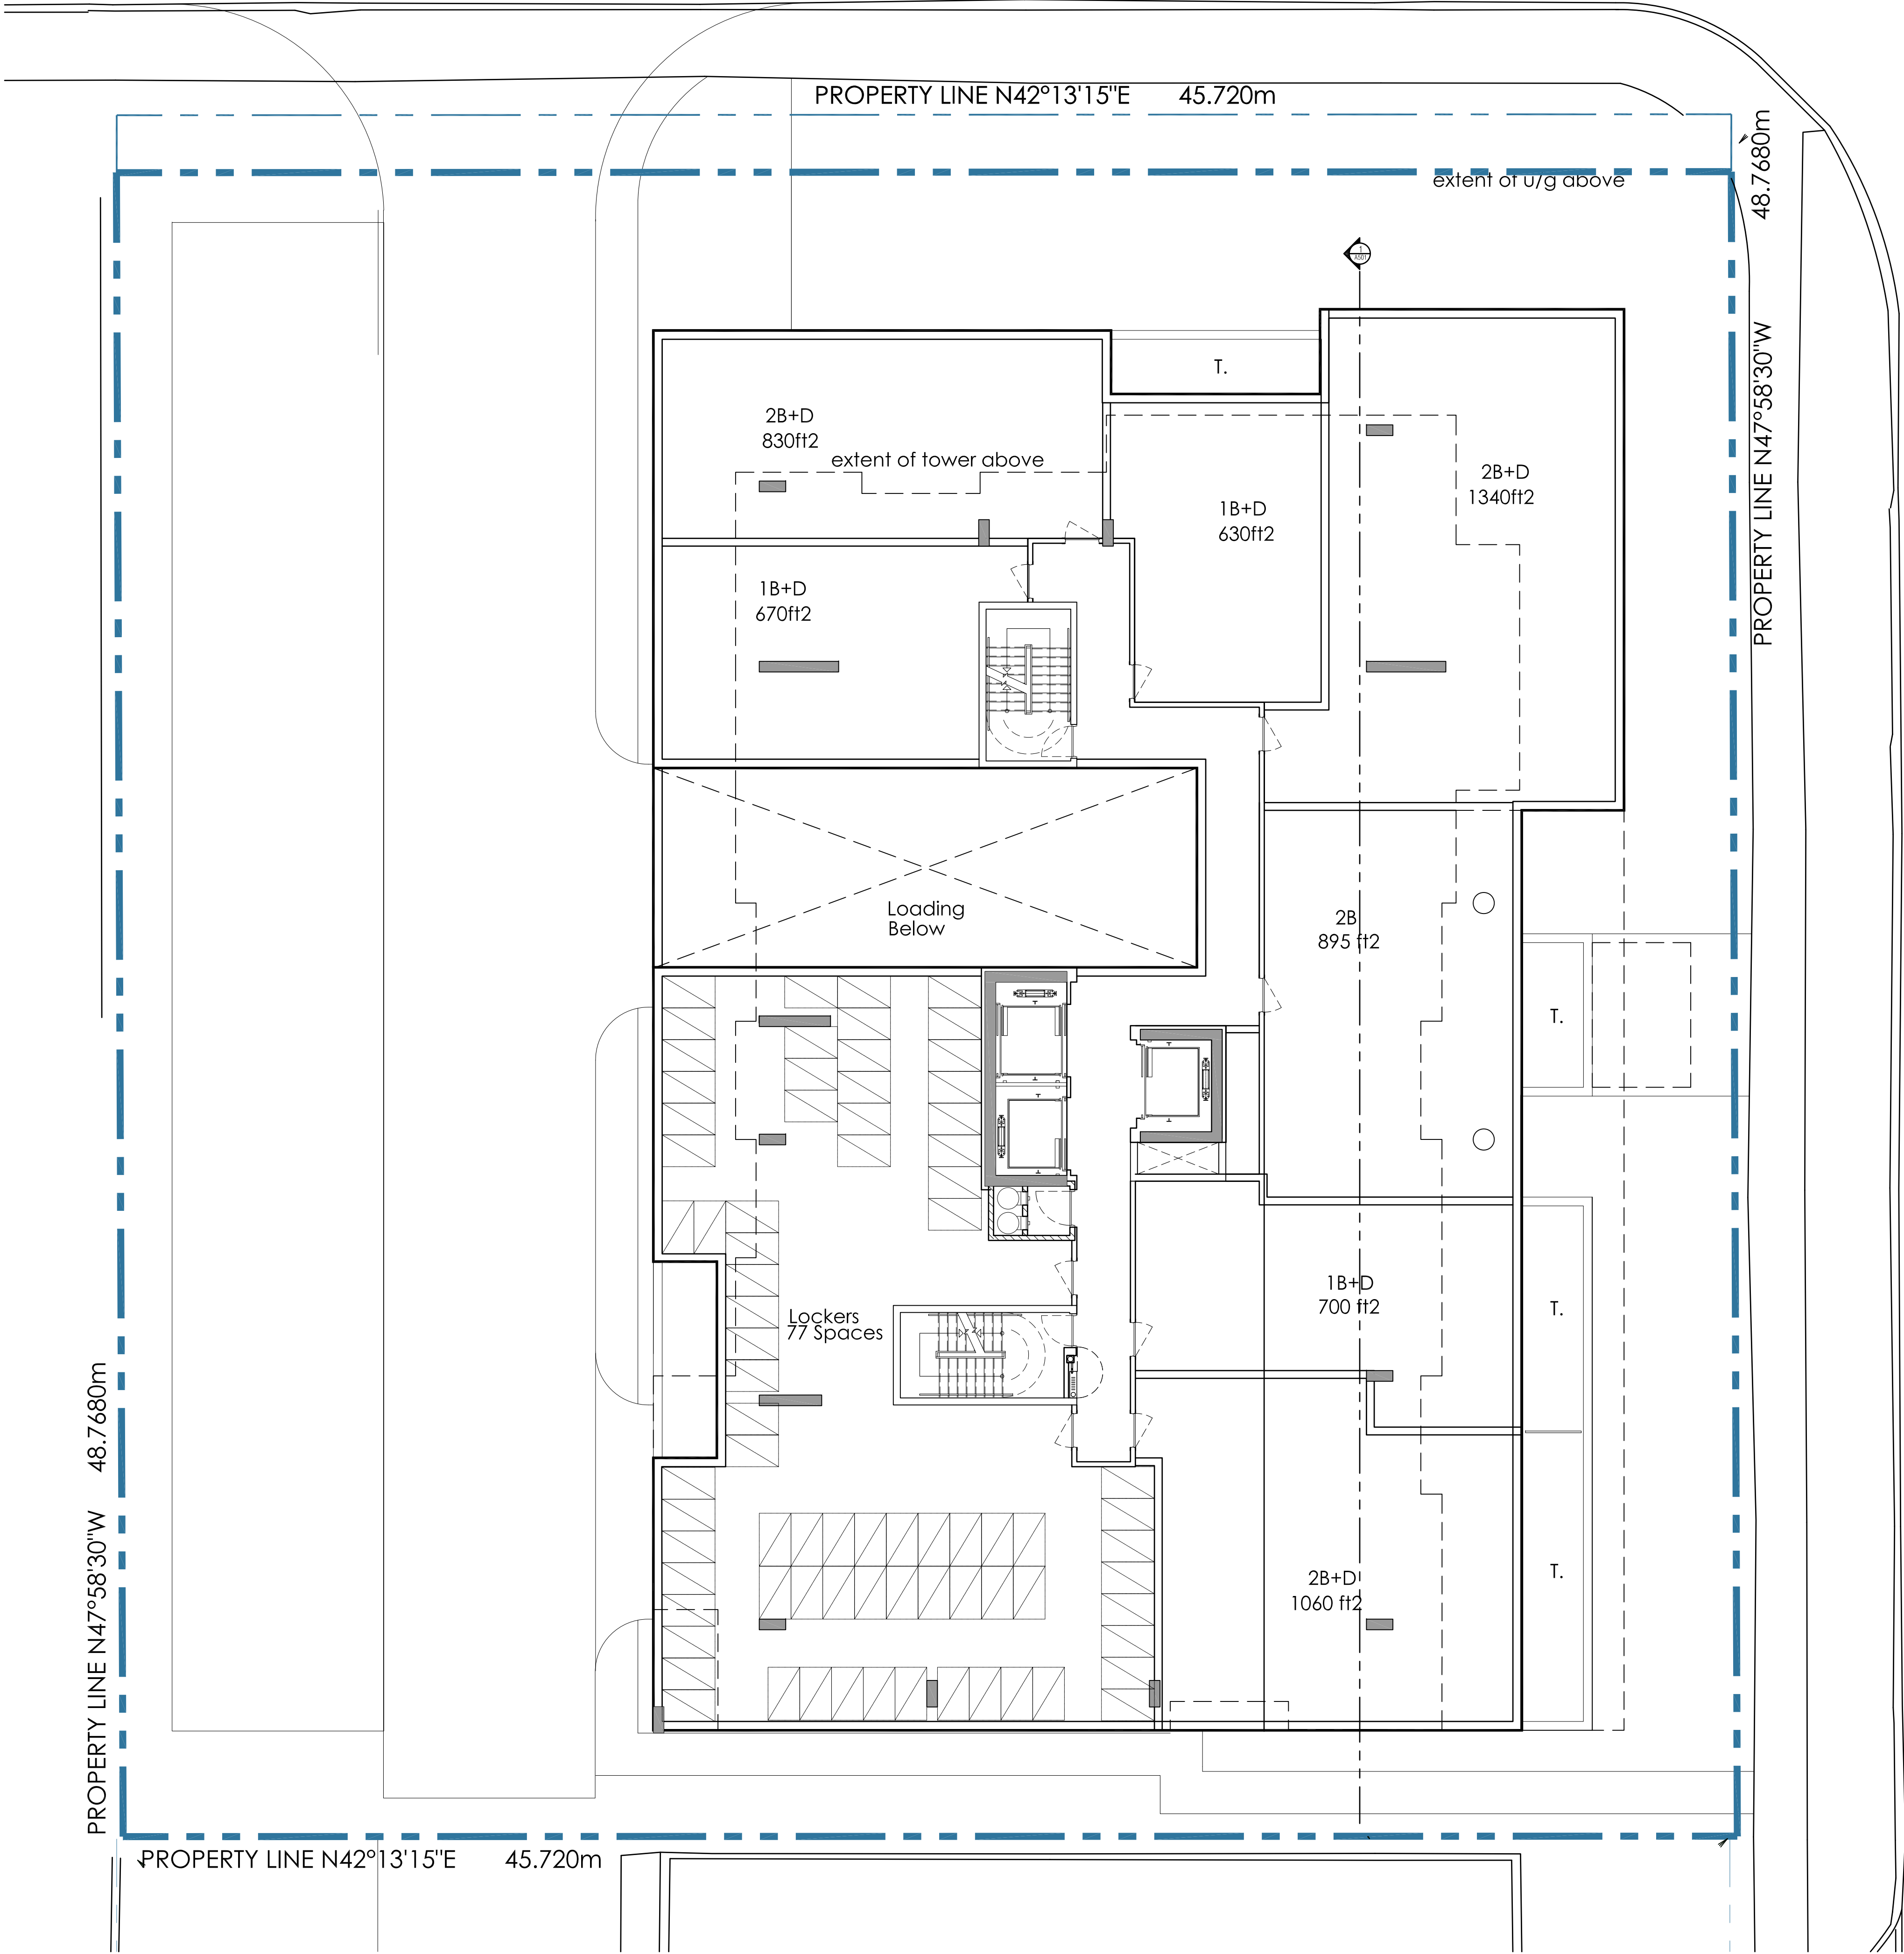 PROPERTY LINE N42°13'15"E 45.720m
48.7680m
extent of u/g above
1
A501
PROPERTY LINE N47°58'30"W
T.
2B+D
830ft2
extent of tower above
2B+D
1340ft2
1B+D
630ft2
1B+D
670ft2
Loading
Below
2B
895 ft2
T.
1B+D
700 ft2
T.
Lockers
77 Spaces
48.7680m
PROPERTY LINE N47°58'30"W
2B+D
1060 ft2
T.
PROPERTY LINE N42°13'15"E 45.720m